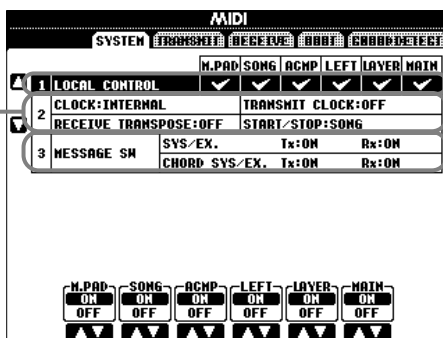 MIDI
SYSTEM TRANSMIT RECEIVE ROOT CHORD DETECT
M.PAD SONG ACMP LEFT LAYER MAIN
1 LOCAL CONTROL
2 CLOCK:INTERNAL TRANSMIT CLOCK:OFF
RECEIVE TRANSPOSE:OFF START/STOP:SONG
3 MESSAGE SW SYS/EX. Tx:ON Rx:ON
CHORD SYS/EX. Tx:ON Rx:ON
M.PAD SONG ACMP LEFT LAYER MAIN
ON ON ON ON ON ON
OFF OFF OFF OFF OFF OFF